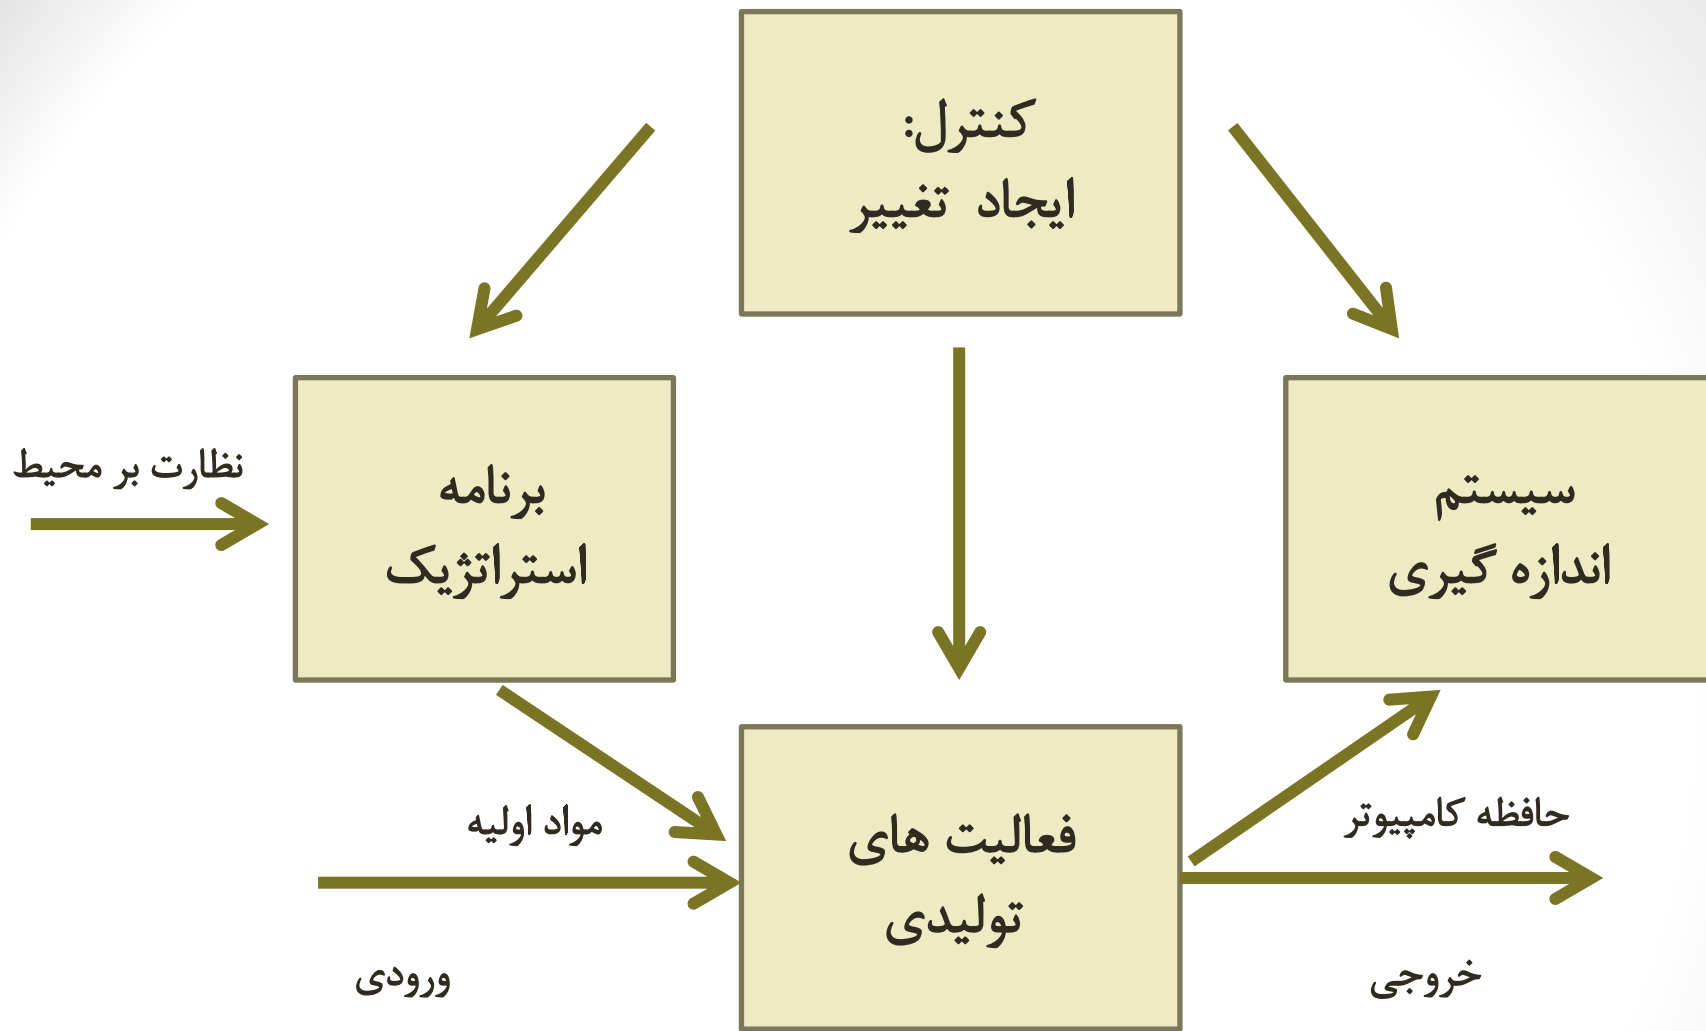 کنترل:
ایجاد تغییر
نظارت بر محیط
برنامه
استراتژیک
سیستم
اندازه گیری
مواد اولیه
فعالیت های
تولیدی
حافظه کامپیوتر
ورودی
خروجی